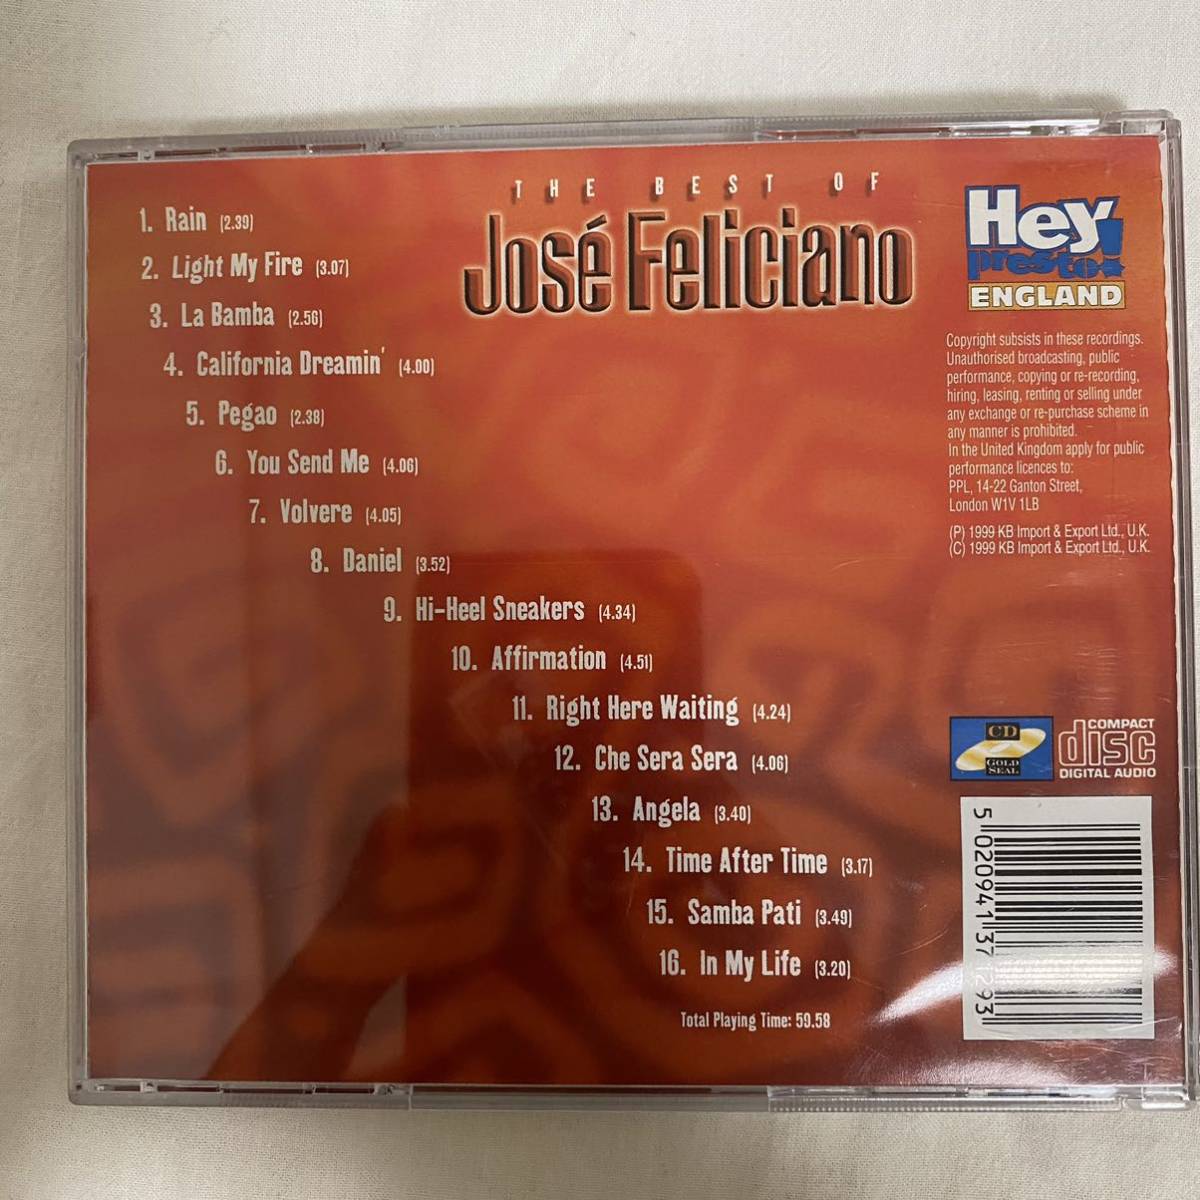 THE BEST OF
José Feliciano
1. Rain (2.39)
2. Light My Fire (3.07)
3. La Bamba (2.56)
4. California Dreamin' (4.00)
5. Pegao (2.38)
6. You Send Me (4.06)
7. Volvere (4.05)
8. Daniel (3.52)
9. Hi-Heel Sneakers (4.34)
10. Affirmation (4.51)
11. Right Here Waiting (4.24)
12. Che Sera Sera (4.06)
13. Angela (3.40)
14. Time After Time (3.17)
15. Samba Pati (3.49)
16. In My Life (3.20)
Total Playing Time: 59.58
Hey
presto!
ENGLAND
Copyright subsists in these recordings.
Unauthorised broadcasting, public
performance, copying or re-recording,
hiring, leasing, renting or selling under
any exchange or re-purchase scheme in
any manner is prohibited.
In the United Kingdom apply for public
performance licences to:
PPL, 14-22 Ganton Street,
London W1V 1LB
(P) 1999 KB Import & Export Ltd., U.K.
(C) 1999 KB Import & Export Ltd., U.K.
CD
GOLD
SEAL
COMPACT
disc
DIGITAL AUDIO
5 020941 371293